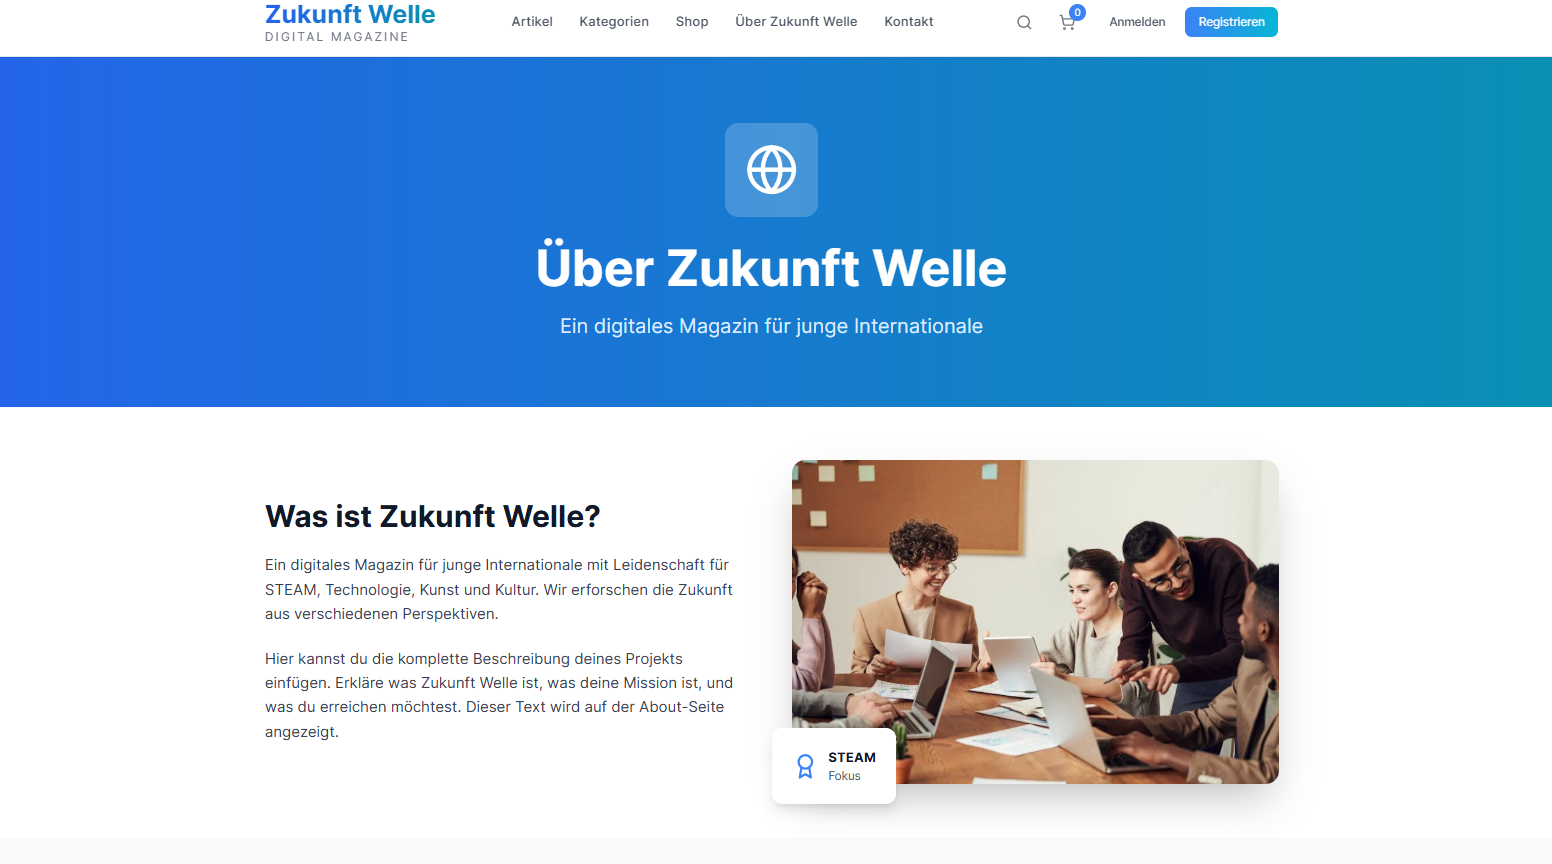 Zukunft Welle
DIGITAL MAGAZINE
Artikel
Kategorien
Shop
Über Zukunft Welle
Kontakt
0
Anmelden
Registrieren
Über Zukunft Welle
Ein digitales Magazin für junge Internationale
Was ist Zukunft Welle?
Ein digitales Magazin für junge Internationale mit Leidenschaft für
STEAM, Technologie, Kunst und Kultur. Wir erforschen die Zukunft
aus verschiedenen Perspektiven.
Hier kannst du die komplette Beschreibung deines Projekts
einfügen. Erkläre was Zukunft Welle ist, was deine Mission ist, und
was du erreichen möchtest. Dieser Text wird auf der About-Seite
angezeigt.
STEAM
Fokus